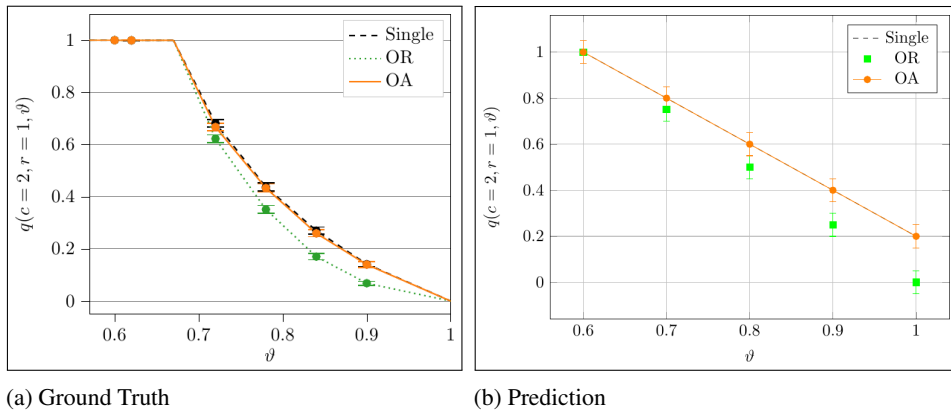 1
0.8
0.6
0.4
0.2
0
0.6
0.7
0.8
0.9
1
ϑ
q(c = 2, r = 1, ϑ)
Single
OR
OA
1
0.8
0.6
0.4
0.2
0
0.6
0.7
0.8
0.9
1
ϑ
q(c = 2, r = 1, ϑ)
Single
OR
OA
(a) Ground Truth
(b) Prediction